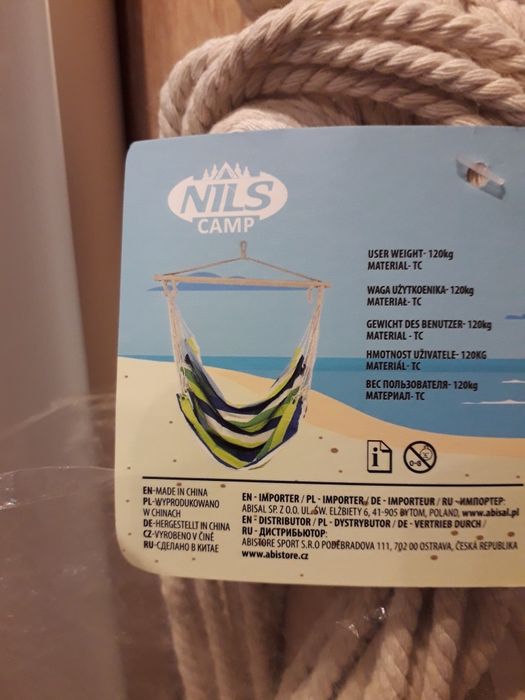 NILS
CAMP
USER WEIGHT- 120kg
MATERIAL- TC
WAGA UŻYTKOENIKA- 120kg
MATERIAŁ- TC
GEWICHT DES BENUTZER- 120kg
MATERIAL - TC
HMOTNOST UŽIVATELE- 120KG
MATERIÁL- TC
ВЕС ПОЛЬЗОВАТЕЛЯ- 120kg
МАТЕРИАЛ- TC
i
0-3
EN-MADE IN CHINA
PL-WYPRODUKOWANO
W CHINACH
DE-HERGESTELLT IN CHINA
CZ-VYROBENO V ČÍNĚ
RU-СДЕЛАНО В КИТАЕ
EN - IMPORTER / PL - IMPORTER / DE - IMPORTEUR / RU -ИМПОРТЕР:
ABISAL SP. Z O.O. UL.ŚW. ELŻBIETY 6, 41-905 BYTOM, POLAND, www.abisal.pl
EN - DISTRIBUTOR / PL - DYSTRYBUTOR / DE - VERTRIEB DURCH /
RU - ДИСТРИБЬЮТОР:
ABISTORE SPORT S.R.O PODĚBRADOVA 111, 702 00 OSTRAVA, ČESKÁ REPUBLIKA
www.abistore.cz